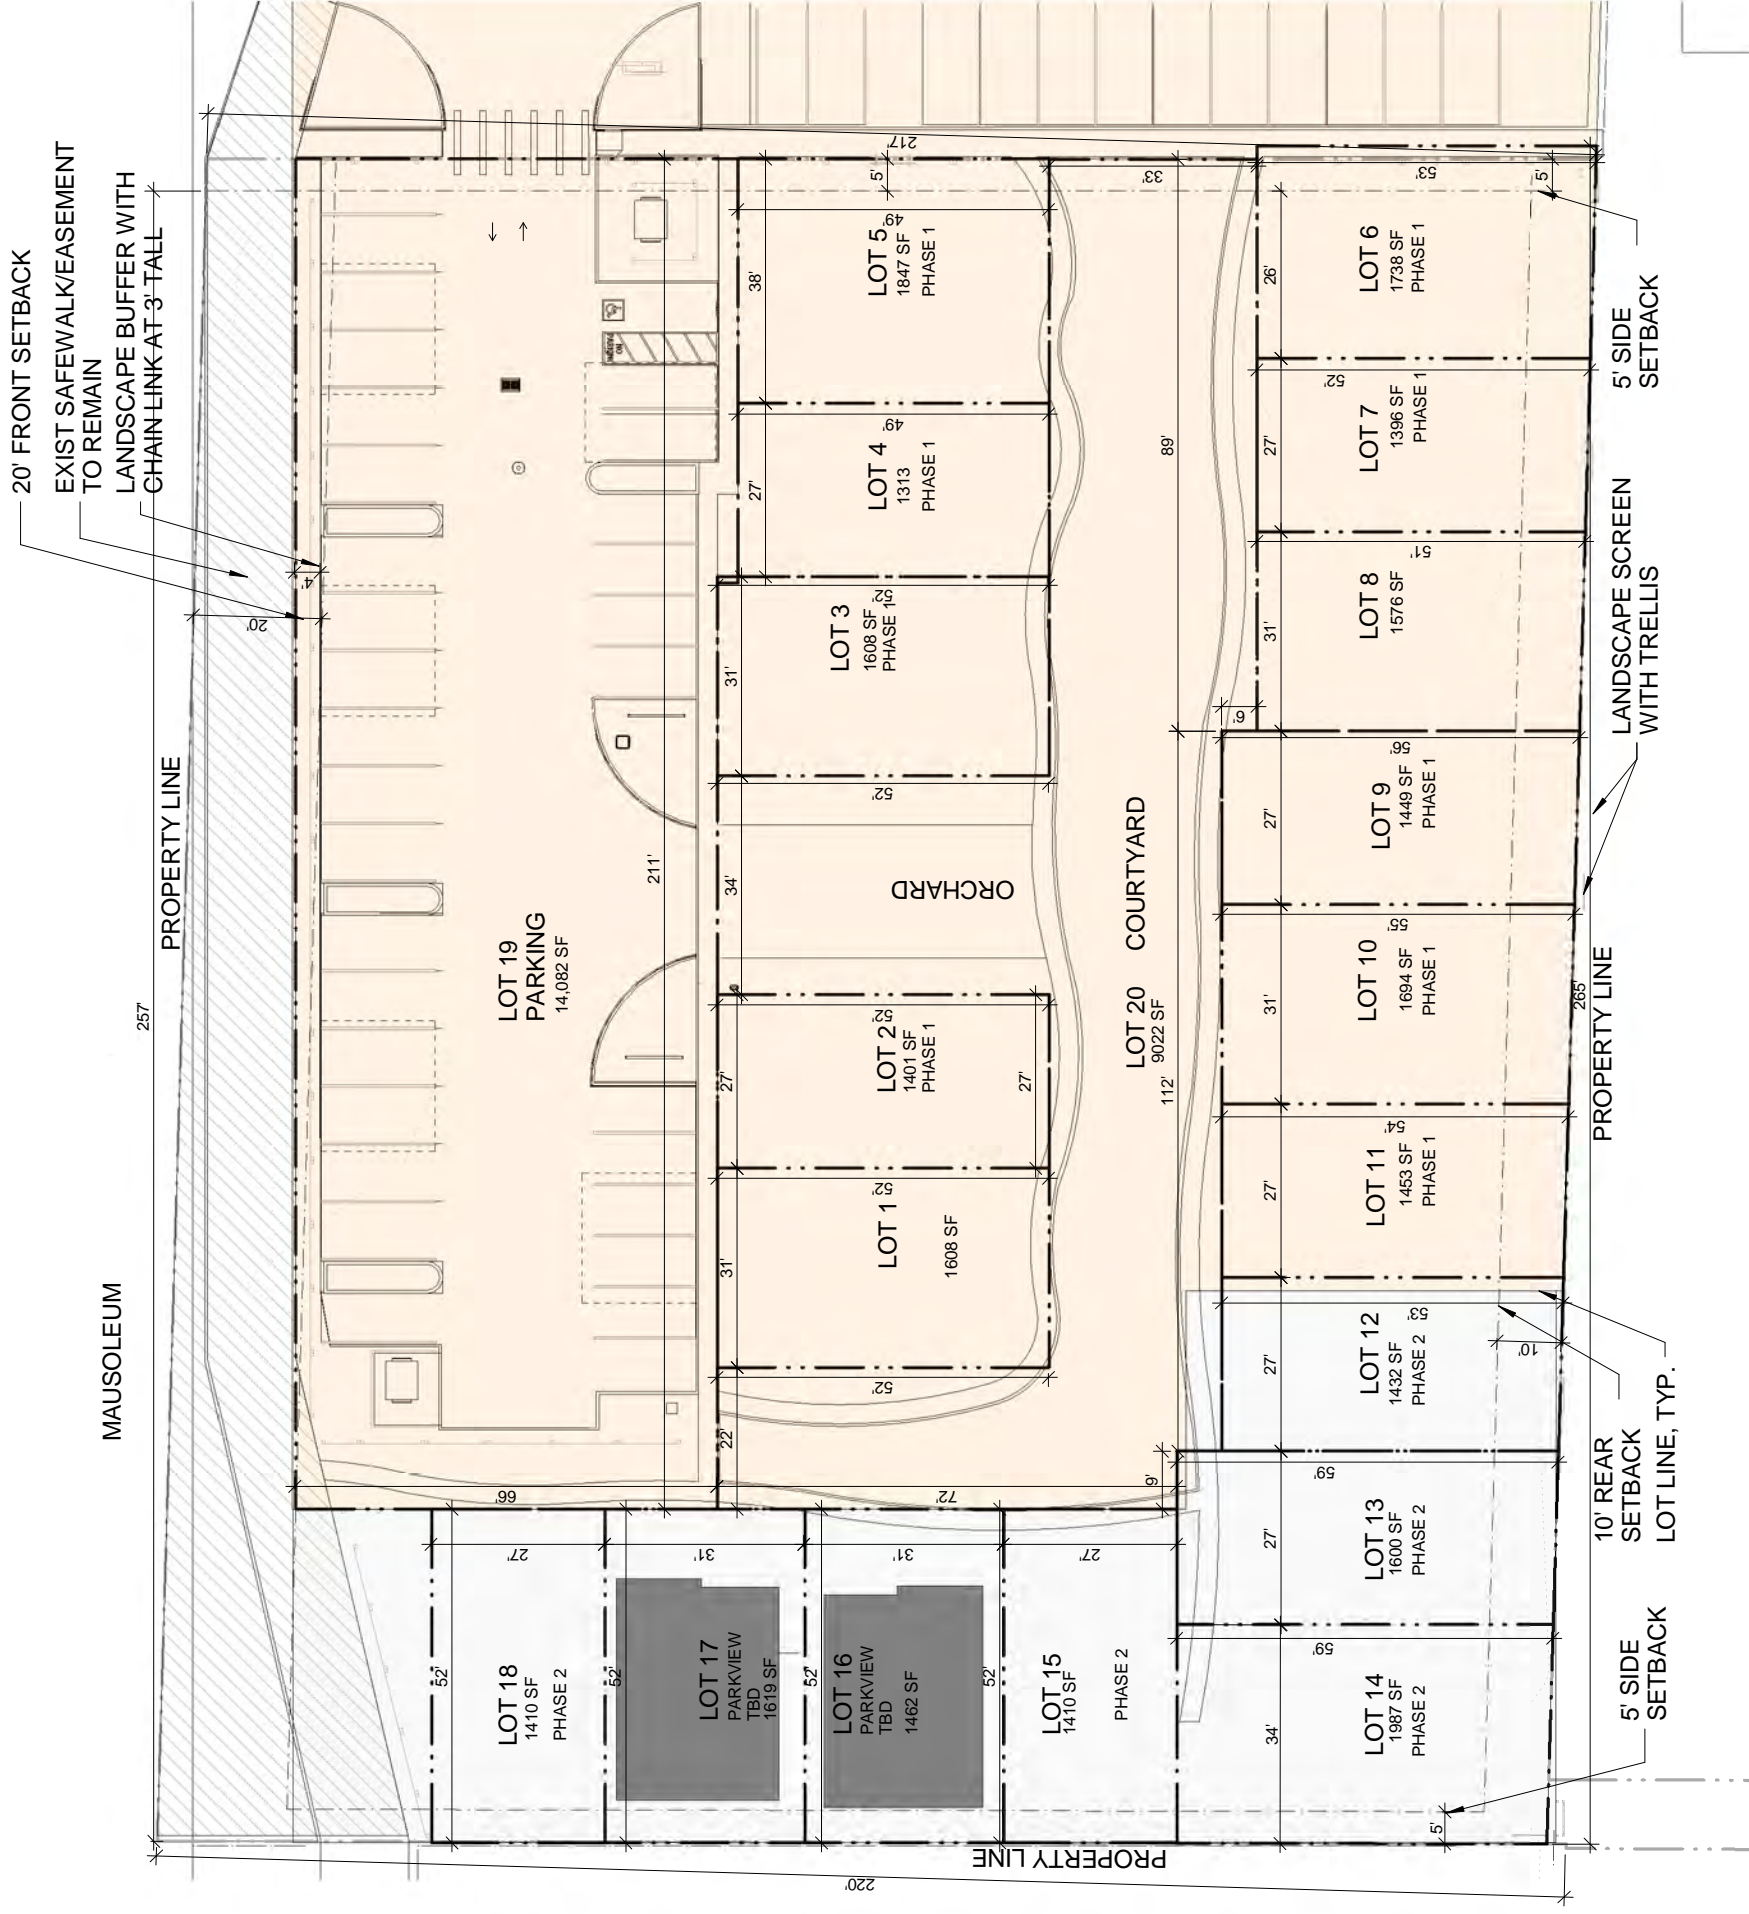 20' FRONT SETBACK
EXIST SAFEWALK/EASEMENT
TO REMAIN
LANDSCAPE BUFFER WITH
CHAIN LINK AT 3' TALL
MAUSOLEUM
PROPERTY LINE
257'
217'
20'
4'
LOT 19
PARKING
14,082 SF
211'
NO
PARKING
66'
72'
22'
31'
27'
34'
31'
27'
38'
5'
33'
LOT 1
1608 SF
52'
52'
LOT 2
1401 SF
PHASE 1
52'
27'
ORCHARD
52'
LOT 3
1608 SF
PHASE 1
52'
LOT 4
1313
PHASE 1
49'
LOT 5
1847 SF
PHASE 1
49'
LOT 20
9022 SF
COURTYARD
9'
112'
89'
6'
LOT 6
1738 SF
PHASE 1
26'
53'
5'
LOT 7
1396 SF
PHASE 1
27'
52'
LOT 8
1576 SF
31'
51'
LOT 9
1449 SF
PHASE 1
27'
56'
LOT 10
1694 SF
PHASE 1
31'
55'
LOT 11
1453 SF
PHASE 1
27'
54'
LOT 12
1432 SF
PHASE 2
27'
53'
10'
LOT 13
1600 SF
PHASE 2
27'
59'
LOT 14
1987 SF
PHASE 2
34'
59'
5'
LOT 15
1410 SF
PHASE 2
27'
52'
LOT 16
PARKVIEW
TBD
1462 SF
31'
52'
LOT 17
PARKVIEW
TBD
1619 SF
31'
52'
LOT 18
1410 SF
PHASE 2
27'
52'
PROPERTY LINE
220'
265'
PROPERTY LINE
5' SIDE
SETBACK
10' REAR
SETBACK
LOT LINE, TYP.
LANDSCAPE SCREEN
WITH TRELLIS
5' SIDE
SETBACK